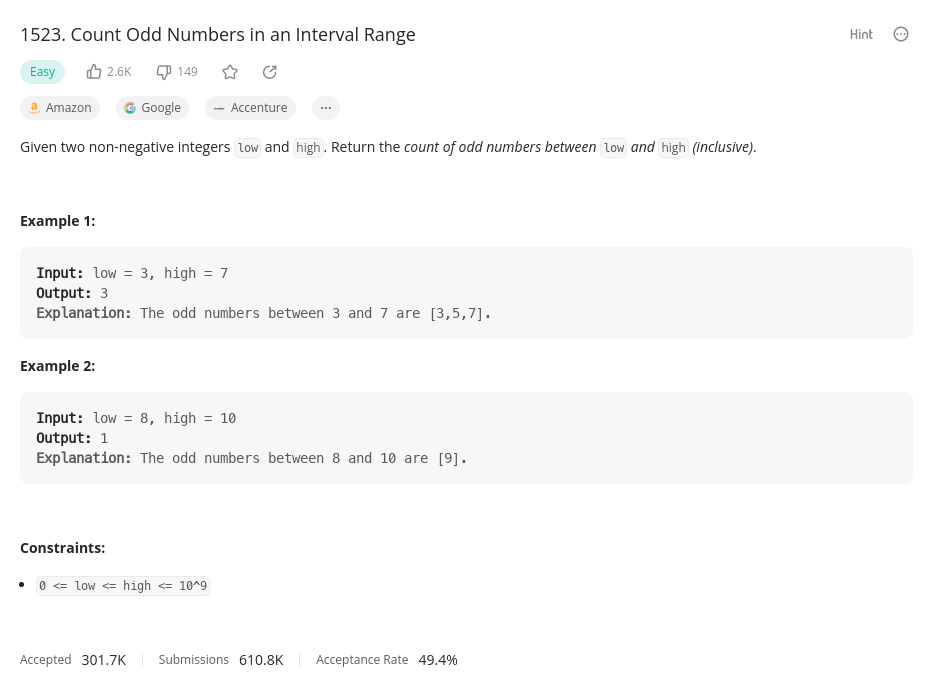 1523. Count Odd Numbers in an Interval Range
Hint
Easy 2.6K 149
Amazon Google Accenture ...
Given two non-negative integers low and high. Return the count of odd numbers between low and high (inclusive).
Example 1:
Input: low = 3, high = 7
Output: 3
Explanation: The odd numbers between 3 and 7 are [3,5,7].
Example 2:
Input: low = 8, high = 10
Output: 1
Explanation: The odd numbers between 8 and 10 are [9].
Constraints:
• 0 <= low <= high <= 10^9
Accepted 301.7K Submissions 610.8K Acceptance Rate 49.4%